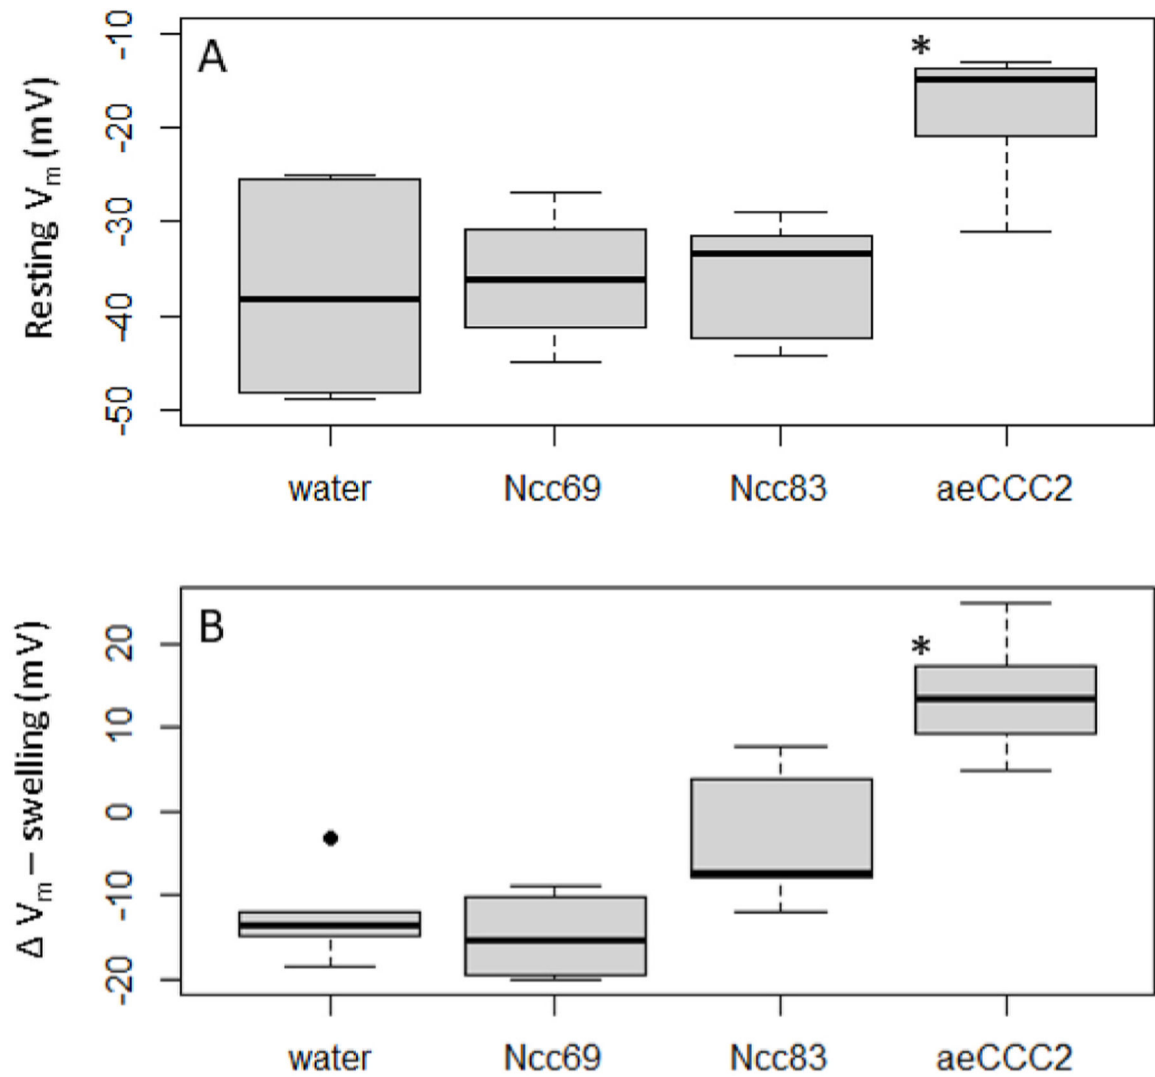 A
*
Resting Vm (mV)
-10
-20
-30
-40
-50
water Ncc69 Ncc83 aeCCC2
B
*
Δ Vm – swelling (mV)
20
10
0
-10
-20
water Ncc69 Ncc83 aeCCC2